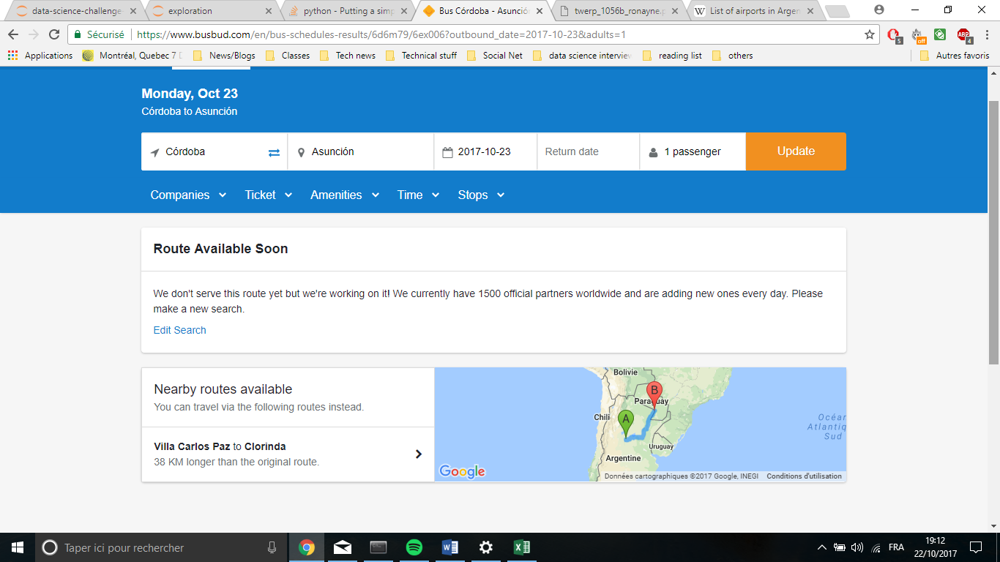 data-science-challenge
exploration
python - Putting a simp
Bus Córdoba - Asunción
twerp_1056b_ronayne.p
List of airports in Argen
Sécurisé
https://www.busbud.com/en/bus-schedules-results/6d6m79/6ex006?outbound_date=2017-10-23&adults=1
5
off
ABP
4
Applications
Montréal, Quebec 7 D
News/Blogs
Classes
Tech news
Technical stuff
Social Net
data science interview
reading list
others
Autres favoris
Monday, Oct 23
Córdoba to Asunción
Córdoba
Asunción
2017-10-23
Return date
1 passenger
Update
Companies
Ticket
Amenities
Time
Stops
Route Available Soon
We don't serve this route yet but we're working on it! We currently have 1500 official partners worldwide and are adding new ones every day. Please
make a new search.
Edit Search
Nearby routes available
You can travel via the following routes instead.
Villa Carlos Paz to Clorinda
38 KM longer than the original route.
Bolivie
B
Paraguay
Chili
A
Océan
Atlantiq
Sud
Uruguay
Argentine
Google
Données cartographiques ©2017 Google, INEGI
Conditions d'utilisation
Taper ici pour rechercher
FRA
19:12
22/10/2017